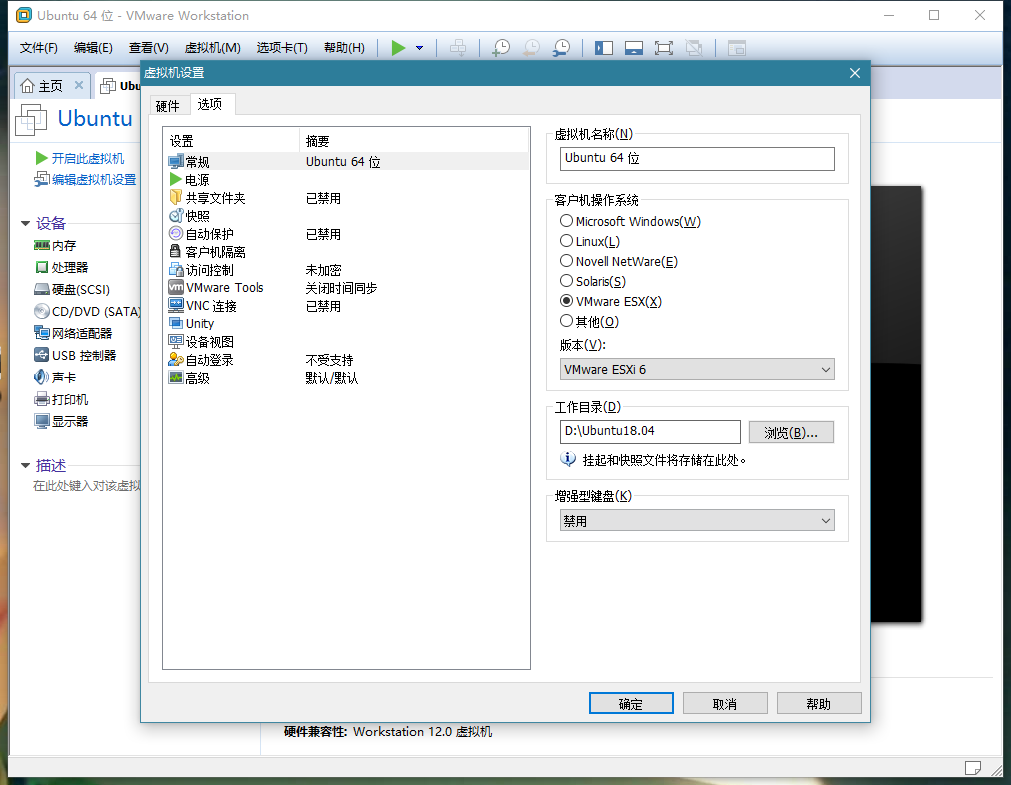 Ubuntu 64 位 - VMware Workstation
文件(F) 编辑(E) 查看(V) 虚拟机(M) 选项卡(T) 帮助(H)
主页 Ubu
Ubuntu
开启此虚拟机
编辑虚拟机设置
设备
内存
处理器
硬盘(SCSI)
CD/DVD (SATA)
网络适配器
USB 控制器
声卡
打印机
显示器
描述
在此处键入对该虚拟
虚拟机设置
硬件 选项
设置 摘要
常规 Ubuntu 64 位
电源
共享文件夹 已禁用
快照
自动保护 已禁用
客户机隔离
访问控制 未加密
VMware Tools 关闭时间同步
VNC 连接 已禁用
Unity
设备视图
自动登录 不受支持
高级 默认/默认
虚拟机名称(N)
Ubuntu 64 位
客户机操作系统
Microsoft Windows(W)
Linux(L)
Novell NetWare(E)
Solaris(S)
VMware ESX(X)
其他(O)
版本(V):
VMware ESXi 6
工作目录(D)
D:\Ubuntu18.04 浏览(B)...
挂起和快照文件将存储在此处。
增强型键盘(K)
禁用
确定 取消 帮助
硬件兼容性: Workstation 12.0 虚拟机